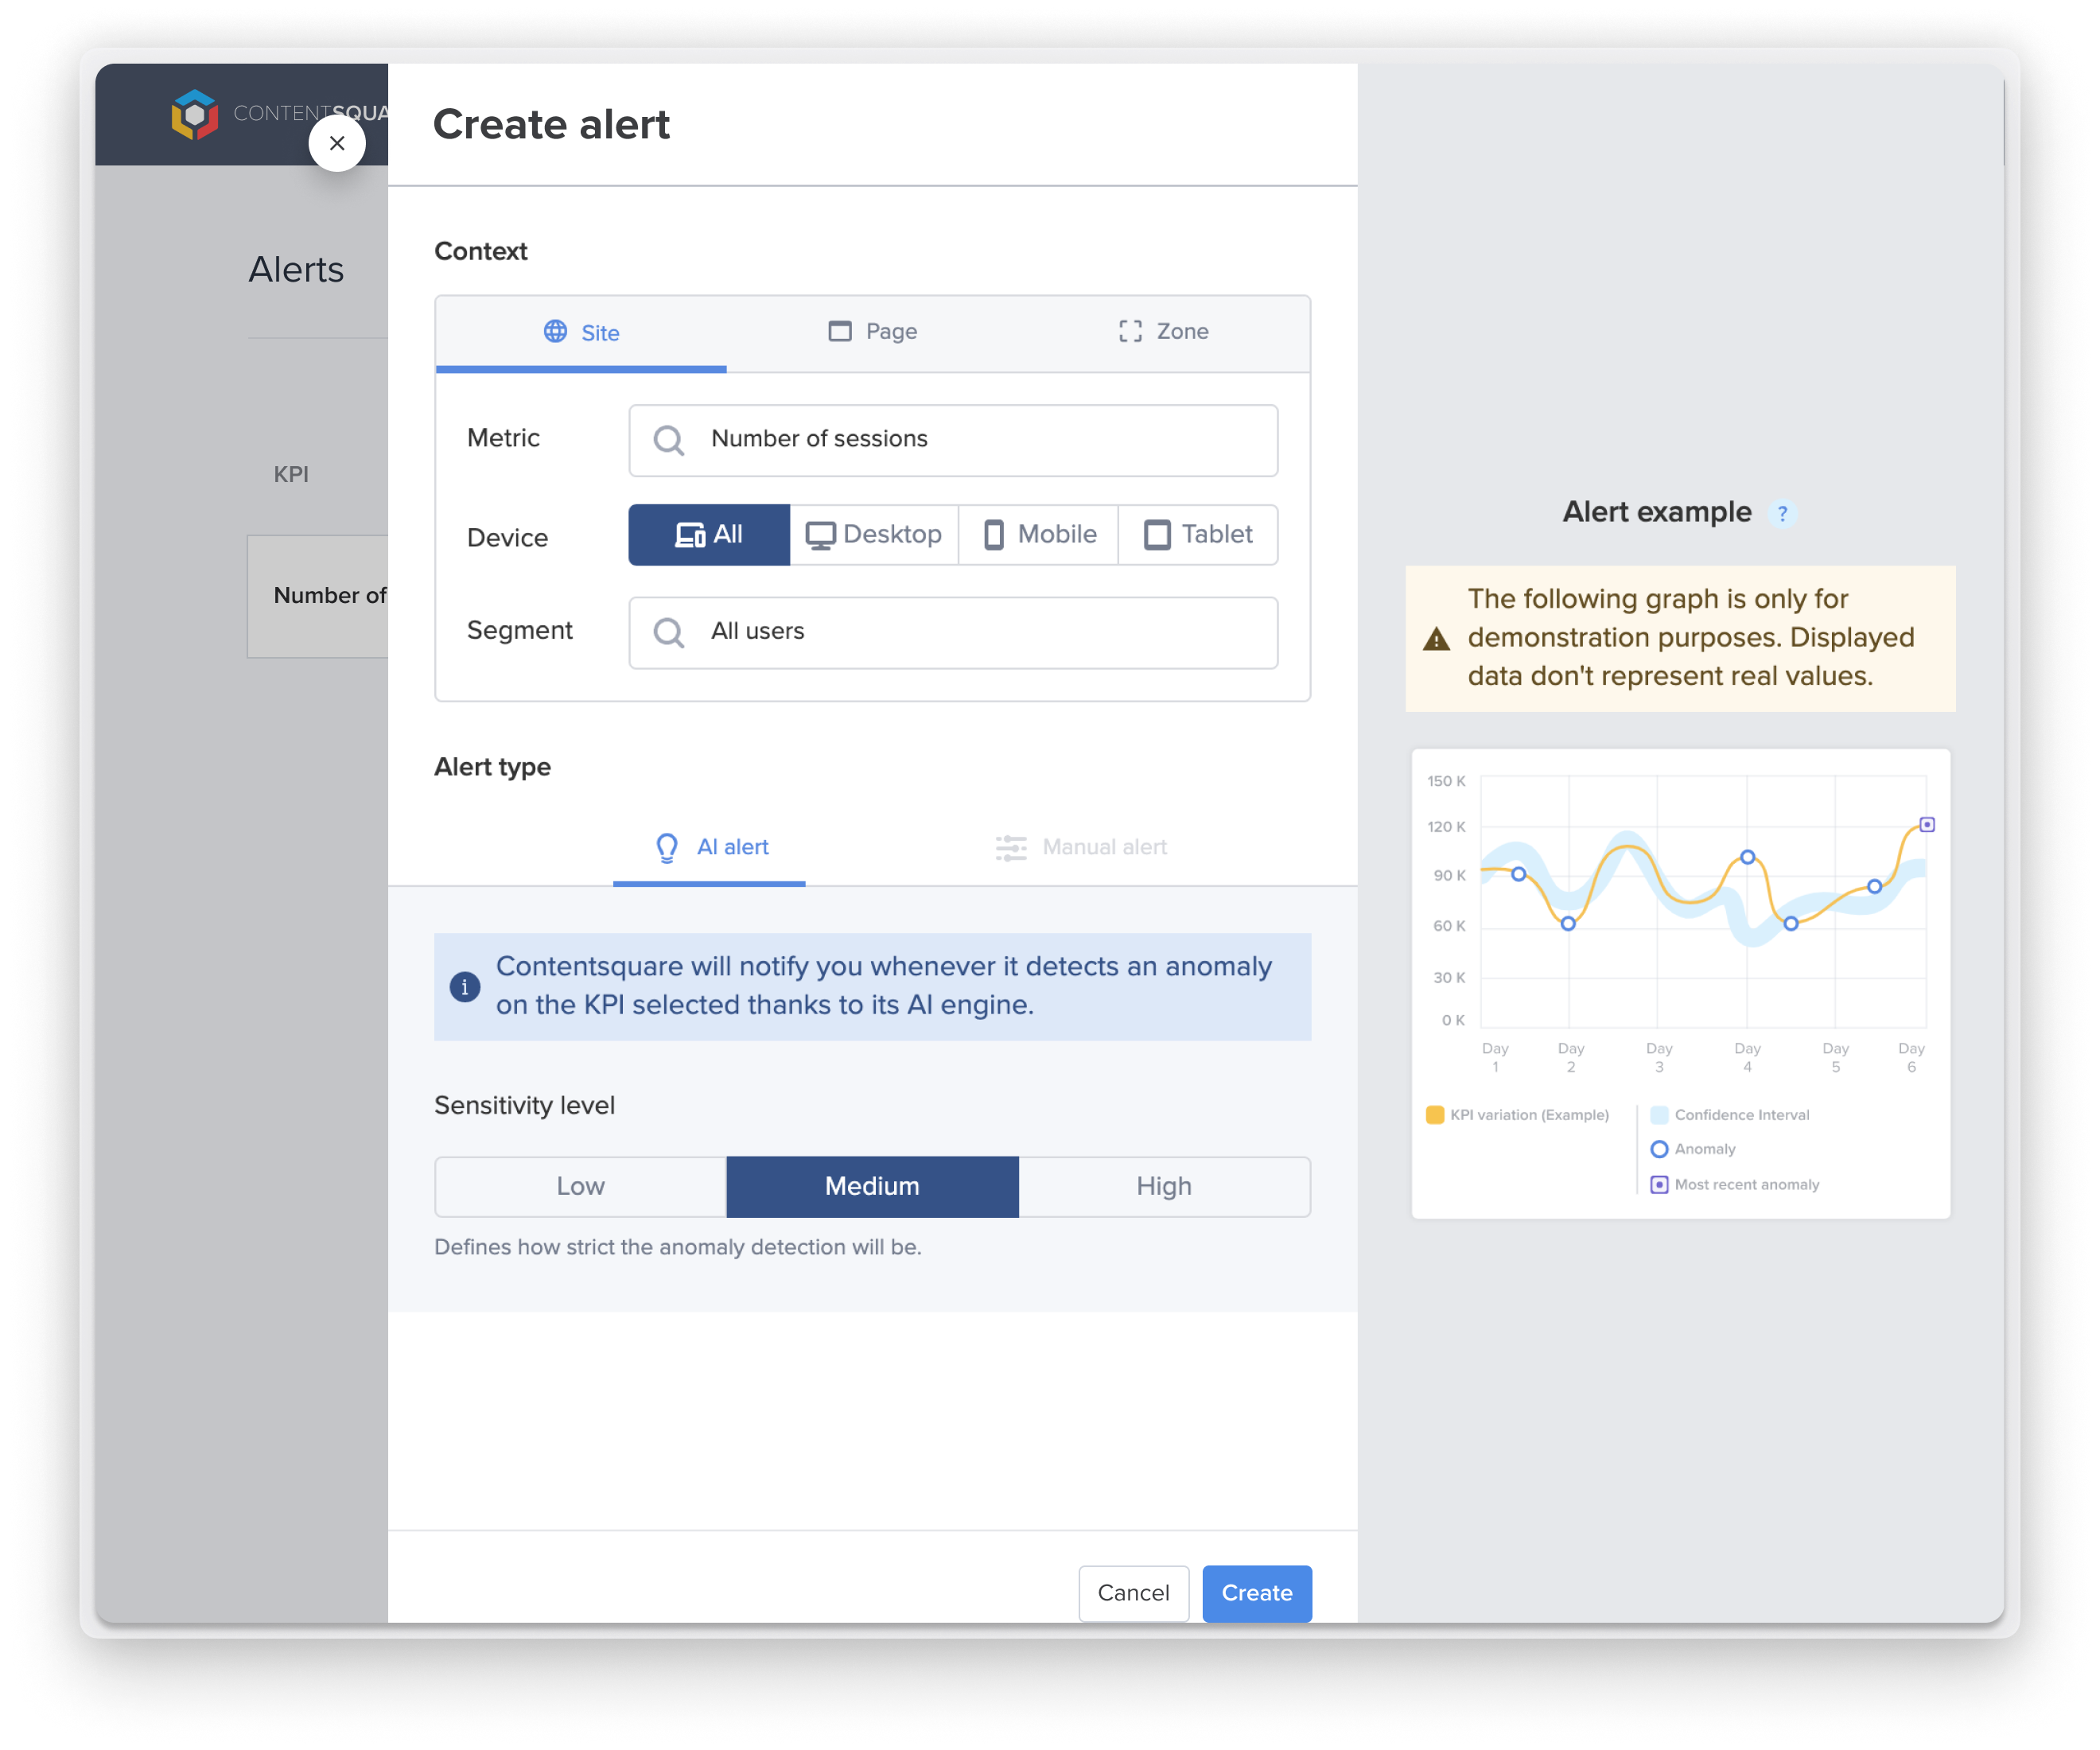 CONTENTSQUA
Create alert
Alerts
KPI
Number of
Context
Site
Page
Zone
Metric
Number of sessions
Device
All
Desktop
Mobile
Tablet
Segment
All users
Alert type
AI alert
Manual alert
Contentsquare will notify you whenever it detects an anomaly
on the KPI selected thanks to its AI engine.
Sensitivity level
Low
Medium
High
Defines how strict the anomaly detection will be.
Cancel
Create
Alert example ?
The following graph is only for
demonstration purposes. Displayed
data don't represent real values.
150 K
120 K
90 K
60 K
30 K
0 K
Day
1
Day
2
Day
3
Day
4
Day
5
Day
6
KPI variation (Example)
Confidence Interval
Anomaly
Most recent anomaly